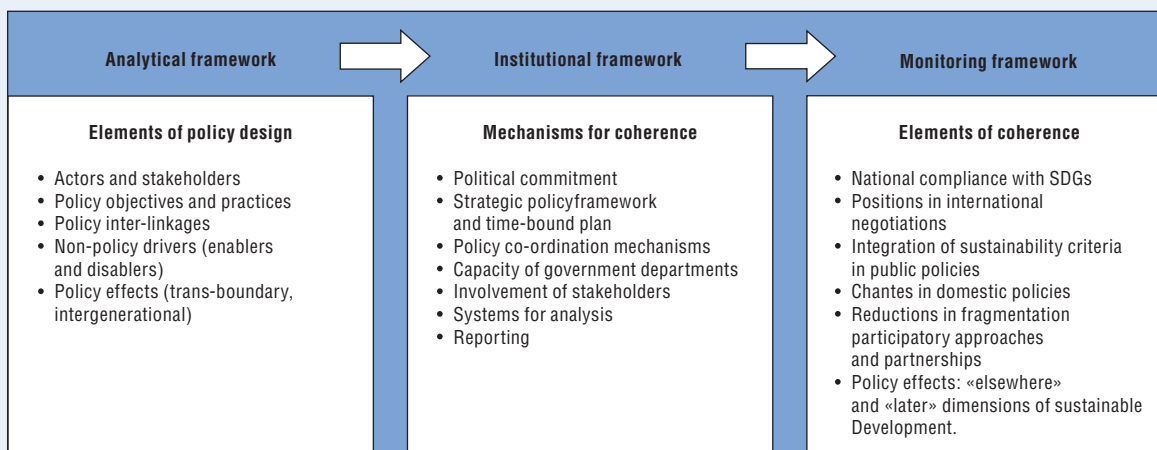 Analytical framework
Institutional framework
Monitoring framework
Elements of policy design
• Actors and stakeholders
• Policy objectives and practices
• Policy inter-linkages
• Non-policy drivers (enablers
and disablers)
• Policy effects (trans-boundary,
intergenerational)
Mechanisms for coherence
• Political commitment
• Strategic policyframework
and time-bound plan
• Policy co-ordination mechanisms
• Capacity of government departments
• Involvement of stakeholders
• Systems for analysis
• Reporting
Elements of coherence
• National compliance with SDGs
• Positions in international
negotiations
• Integration of sustainability criteria
in public policies
• Chantes in domestic policies
• Reductions in fragmentation
participatory approaches
and partnerships
• Policy effects: «elsewhere»
and «later» dimensions of sustainable
Development.